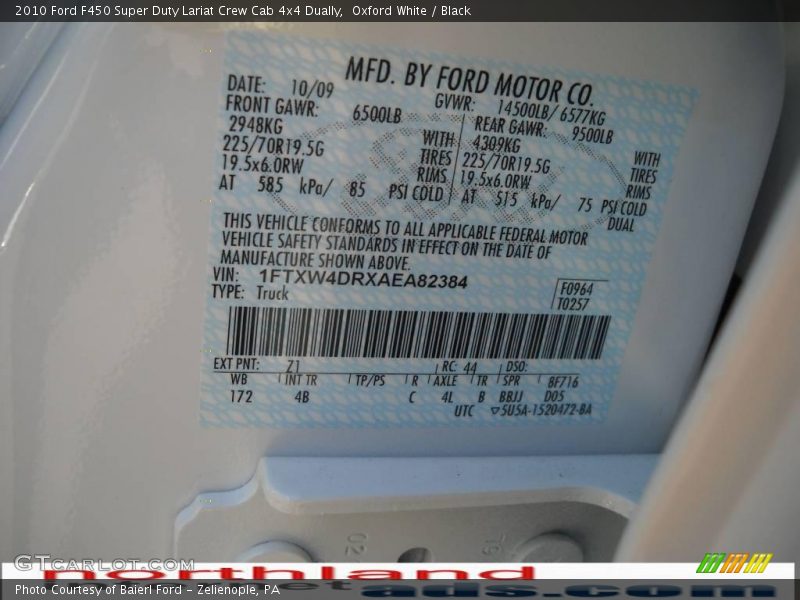 2010 Ford F450 Super Duty Lariat Crew Cab 4x4 Dually,  Oxford White / Black
MFD. BY FORD MOTOR CO.
DATE: 10/09 GVWR: 14500LB/ 6577KG
FRONT GAWR: 6500LB REAR GAWR: 9500LB
2948KG WITH 4309KG WITH
225/70R19.5G TIRES 225/70R19.5G TIRES
19.5x6.0RW RIMS 19.5x6.0RW RIMS
AT 585 kPa/ 85 PSI COLD AT 515 kPa/ 75 PSI COLD
DUAL
THIS VEHICLE CONFORMS TO ALL APPLICABLE FEDERAL MOTOR
VEHICLE SAFETY STANDARDS IN EFFECT ON THE DATE OF
MANUFACTURE SHOWN ABOVE.
VIN: 1FTXW4DRXAEA82384
TYPE: Truck
F0964
T0257
EXT PNT: Z1 RC: 44 DSO:
WB INT TR TP/PS R AXLE TR SPR BF716
172 4B C 4L B BBJJ D05
UTC ▽5U5A-1520472-BA
02
GTCarLot.com
northland
Photo Courtesy of Baierl Ford – Zelienople, PA